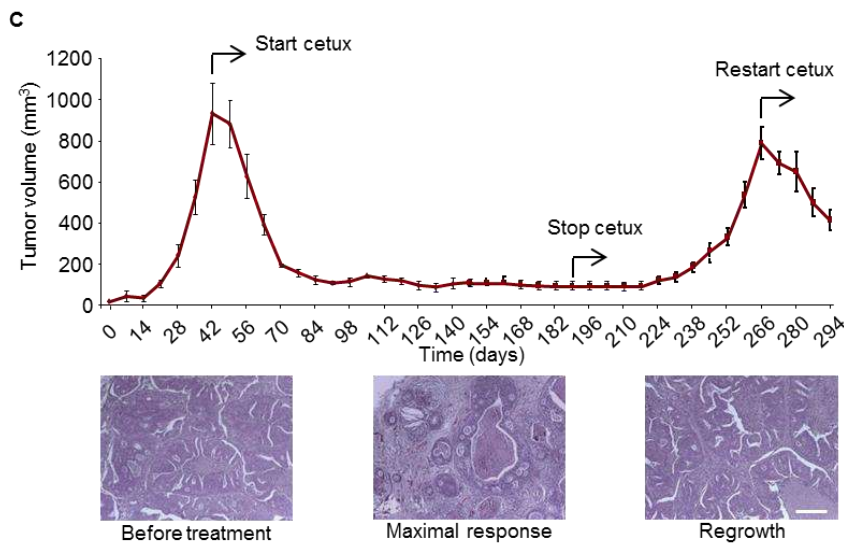 c
Start cetux
Restart cetux
Stop cetux
Tumor volume (mm³)
1200
1000
800
600
400
200
0
0 14 28 42 56 70 84 98 112 126 140 154 168 182 196 210 224 238 252 266 280 294
Time (days)
Before treatment
Maximal response
Regrowth